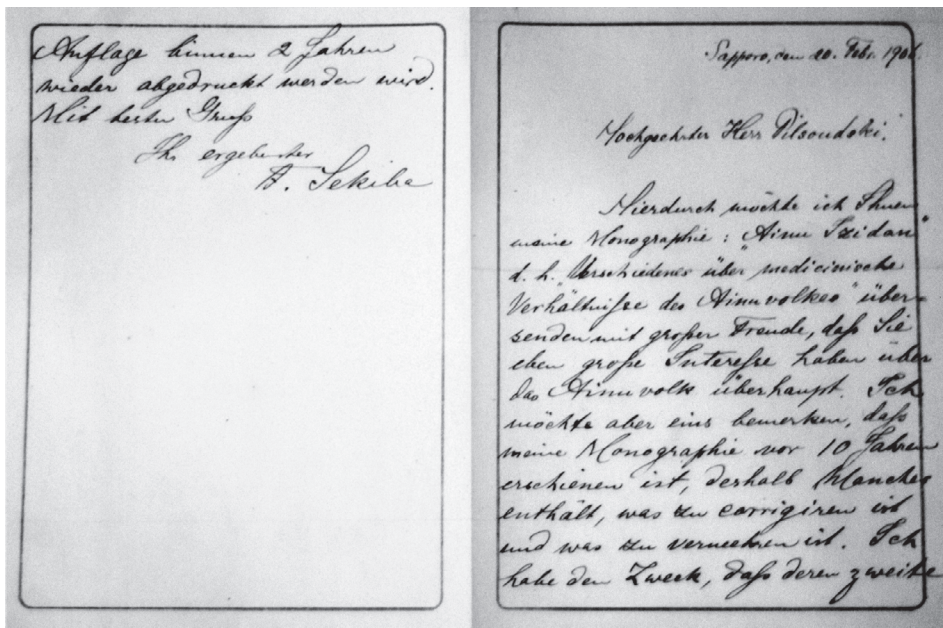 Sapporo, den 20. Febr. 1906.
Hochgeehrter Herr Pilsoudski!
Hierdurch möchte ich Ihnen
meine Monographie: "Ainu Izidan"
d. h. "Verschiedenes über medicinische
Verhältniße des Ainuvolkes" über-
senden mit großer Freude, daß Sie
eben große Intereße haben über
das Ainuvolk überhaupt. Ich
möchte aber eins bemerken, daß
meine Monographie vor 10 Jahren
erschienen ist, deshalb Manches
enthält, was zu corrigiren ist
und was zu vermehren ist. Ich
habe den Zweck, daß deren zweite
Auflage binnen 2 Jahren
wieder abgedruckt werden wird.
Mit besten Gruß
Ihr ergebenster
Sekiba